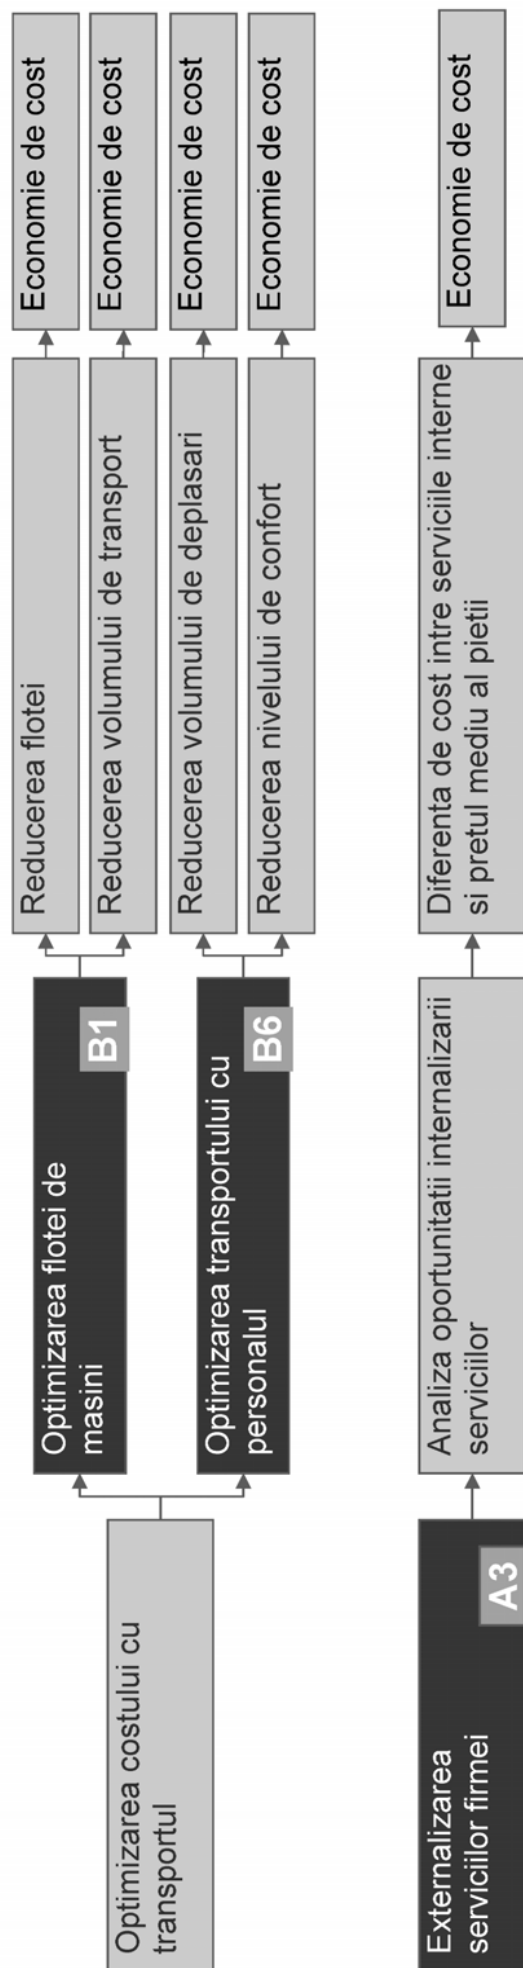 Optimizarea costului cu
transportul
Optimizarea flotei de
masini
B1
Reducerea flotei
Economie de cost
Reducerea volumului de transport
Economie de cost
Optimizarea transportului cu
personalul
B6
Reducerea volumului de deplasari
Economie de cost
Reducerea nivelului de confort
Economie de cost
Externalizarea
serviciilor firmei
A3
Analiza oportunitatii internalizarii
serviciilor
Diferenta de cost intre serviciile interne
si pretul mediu al pietii
Economie de cost